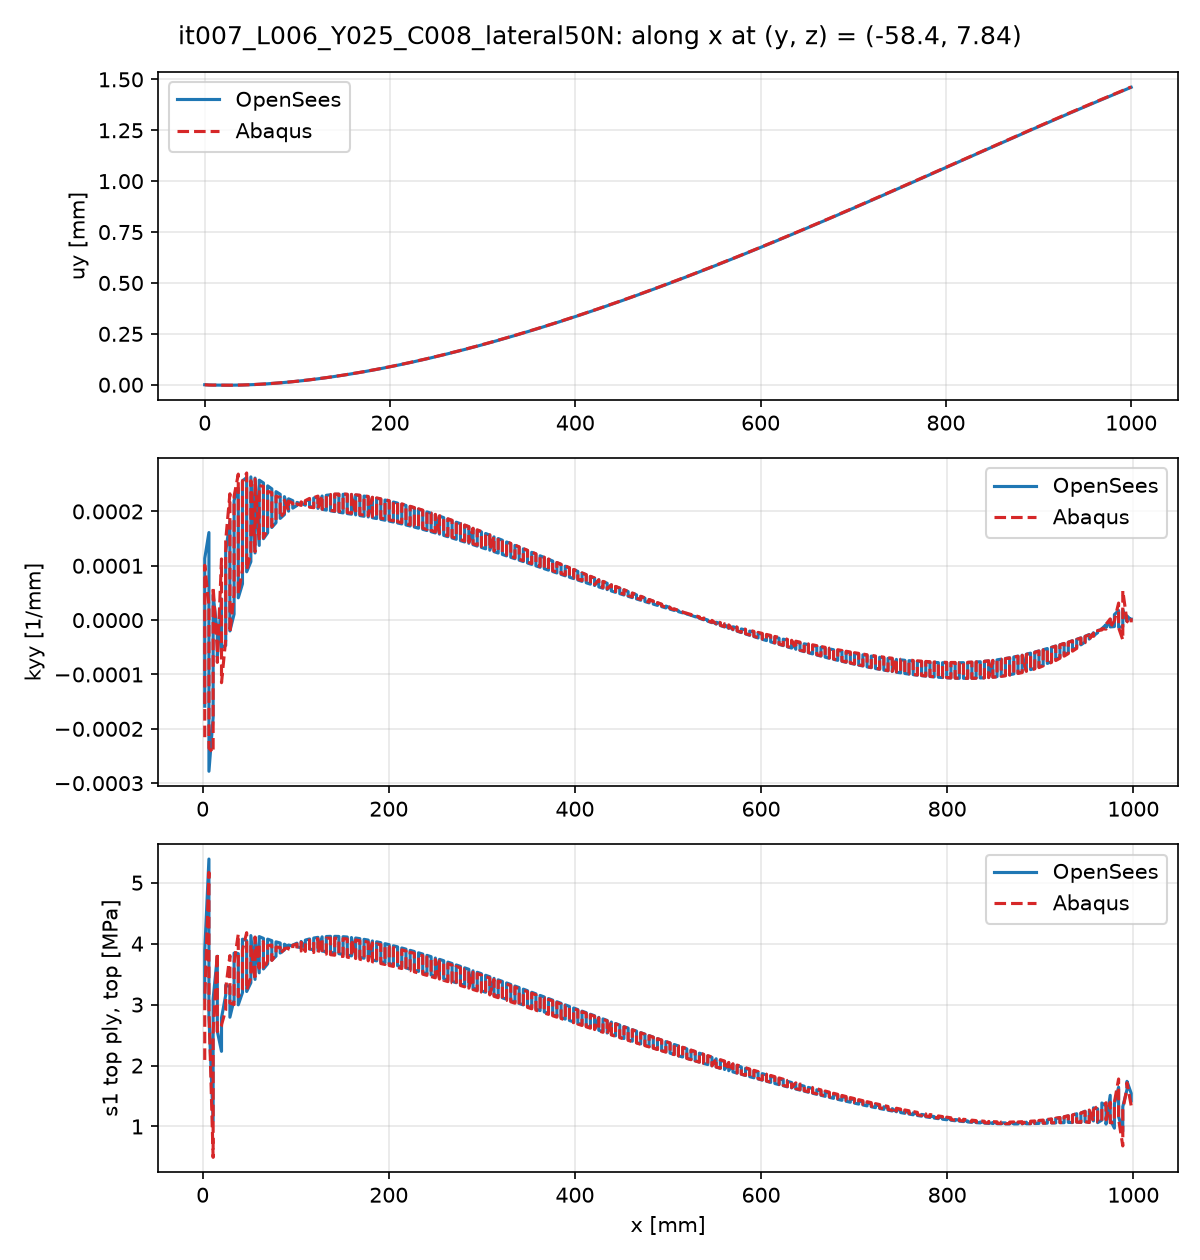 it007_L006_Y025_C008_lateral50N: along x at (y, z) = (-58.4, 7.84)
uy [mm]
1.50
1.25
1.00
0.75
0.50
0.25
0.00
OpenSees
Abaqus
0 200 400 600 800 1000
kyy [1/mm]
0.0002
0.0001
0.0000
−0.0001
−0.0002
−0.0003
OpenSees
Abaqus
0 200 400 600 800 1000
s1 top ply, top [MPa]
5
4
3
2
1
OpenSees
Abaqus
0 200 400 600 800 1000
x [mm]